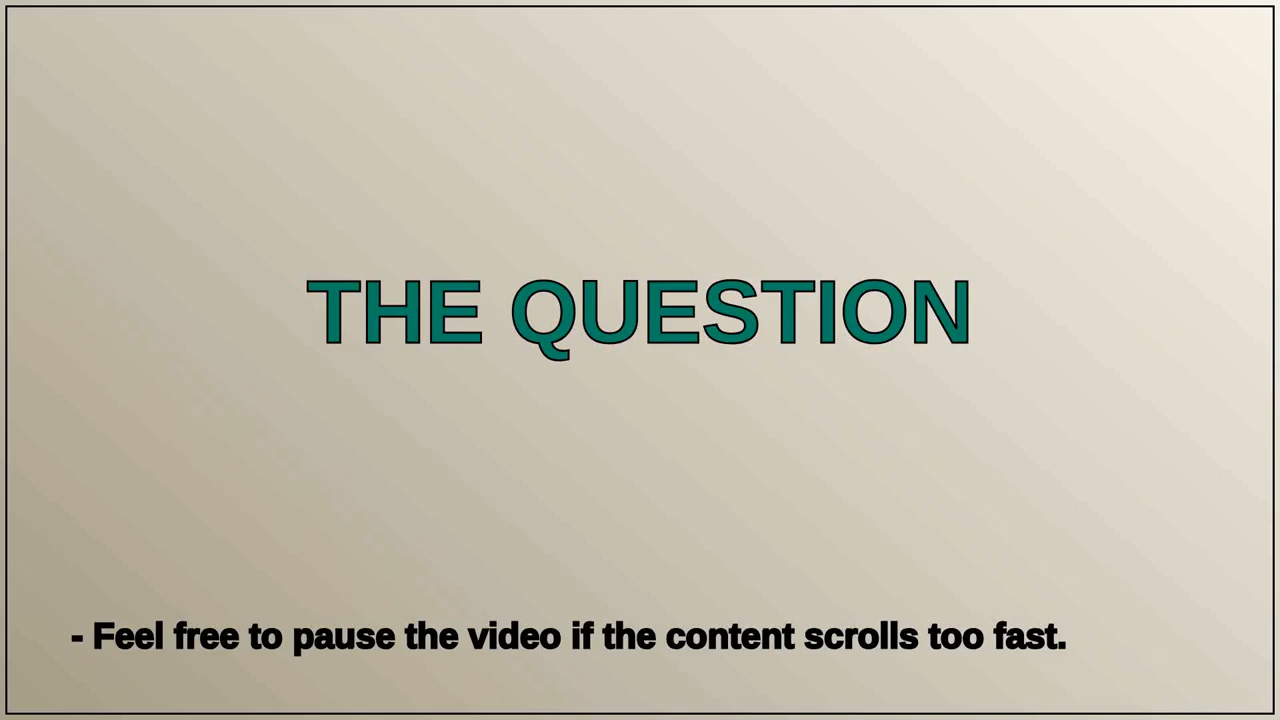 THE QUESTION
- Feel free to pause the video if the content scrolls too fast.